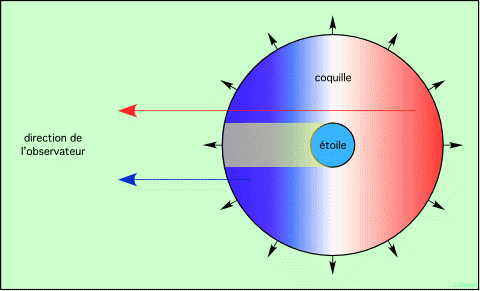 coquille
étoile
direction de
l'observateur